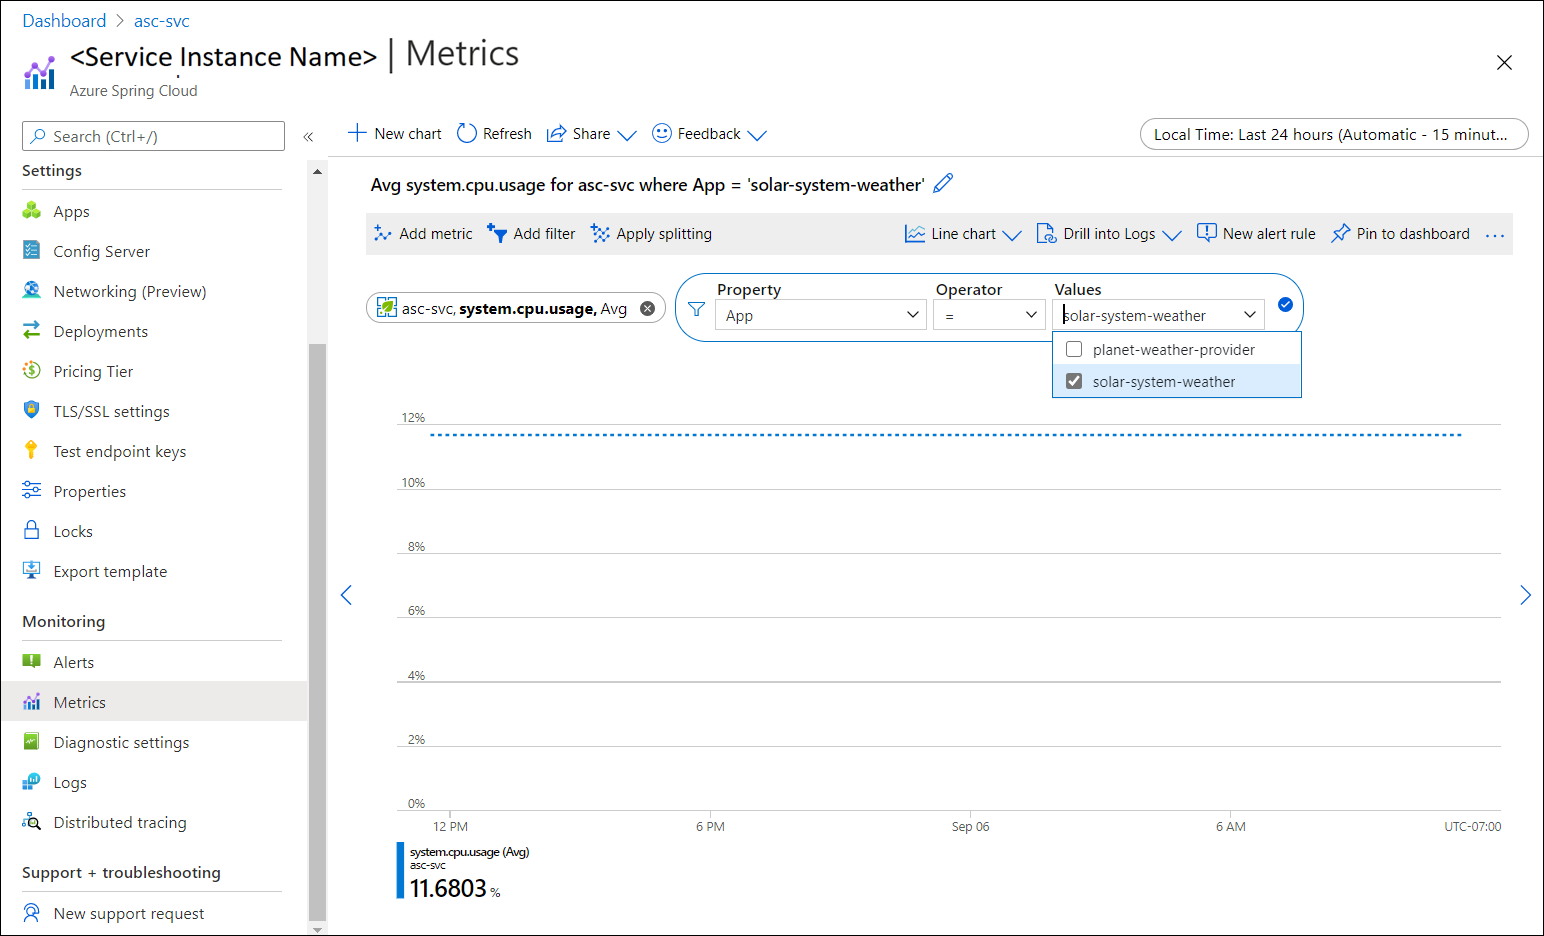 Dashboard > asc-svc
<Service Instance Name> | Metrics
Azure Spring Cloud
Search (Ctrl+/)
«
New chart
Refresh
Share
Feedback
Local Time: Last 24 hours (Automatic - 15 minut...
Settings
Apps
Config Server
Networking (Preview)
Deployments
Pricing Tier
TLS/SSL settings
Test endpoint keys
Properties
Locks
Export template
Monitoring
Alerts
Metrics
Diagnostic settings
Logs
Distributed tracing
Support + troubleshooting
New support request
Avg system.cpu.usage for asc-svc where App = 'solar-system-weather'
Add metric
Add filter
Apply splitting
Line chart
Drill into Logs
New alert rule
Pin to dashboard
...
asc-svc, system.cpu.usage, Avg
Property
Operator
Values
App
=
solar-system-weather
planet-weather-provider
solar-system-weather
12%
10%
8%
6%
4%
2%
0%
12 PM
6 PM
Sep 06
6 AM
UTC-07:00
system.cpu.usage (Avg)
asc-svc
11.6803 %